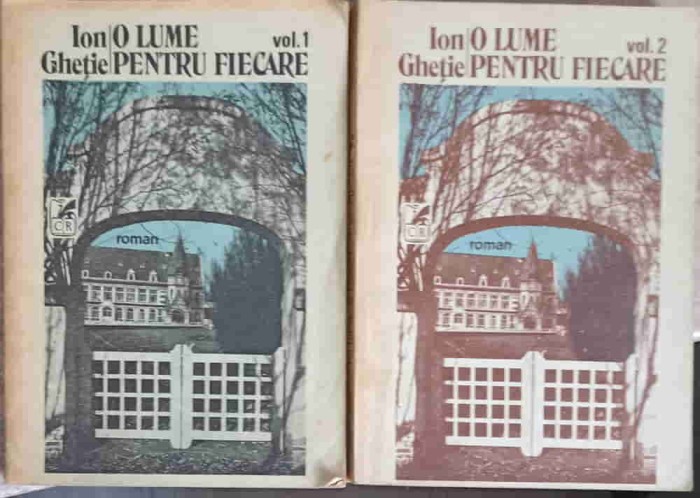 Ion O LUME vol.1
Gheție PENTRU FIECARE
CR
roman
Ion O LUME vol.2
Gheție PENTRU FIECARE
CR
roman